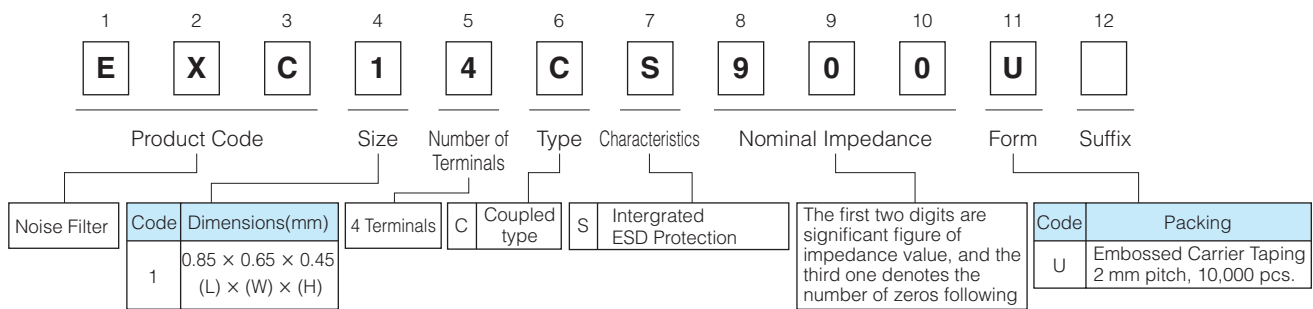 1 2 3 4 5 6 7 8 9 10 11 12
E X C 1 4 C S 9 0 0 U
Product Code Size Number of Terminals Type Characteristics Nominal Impedance Form Suffix
Noise Filter
Code Dimensions(mm)
1 0.85 × 0.65 × 0.45
(L) × (W) × (H)
4 Terminals
C Coupled
type
S Intergrated
ESD Protection
The first two digits are
significant figure of
impedance value, and the
third one denotes the
number of zeros following
Code Packing
U Embossed Carrier Taping
2 mm pitch, 10,000 pcs.